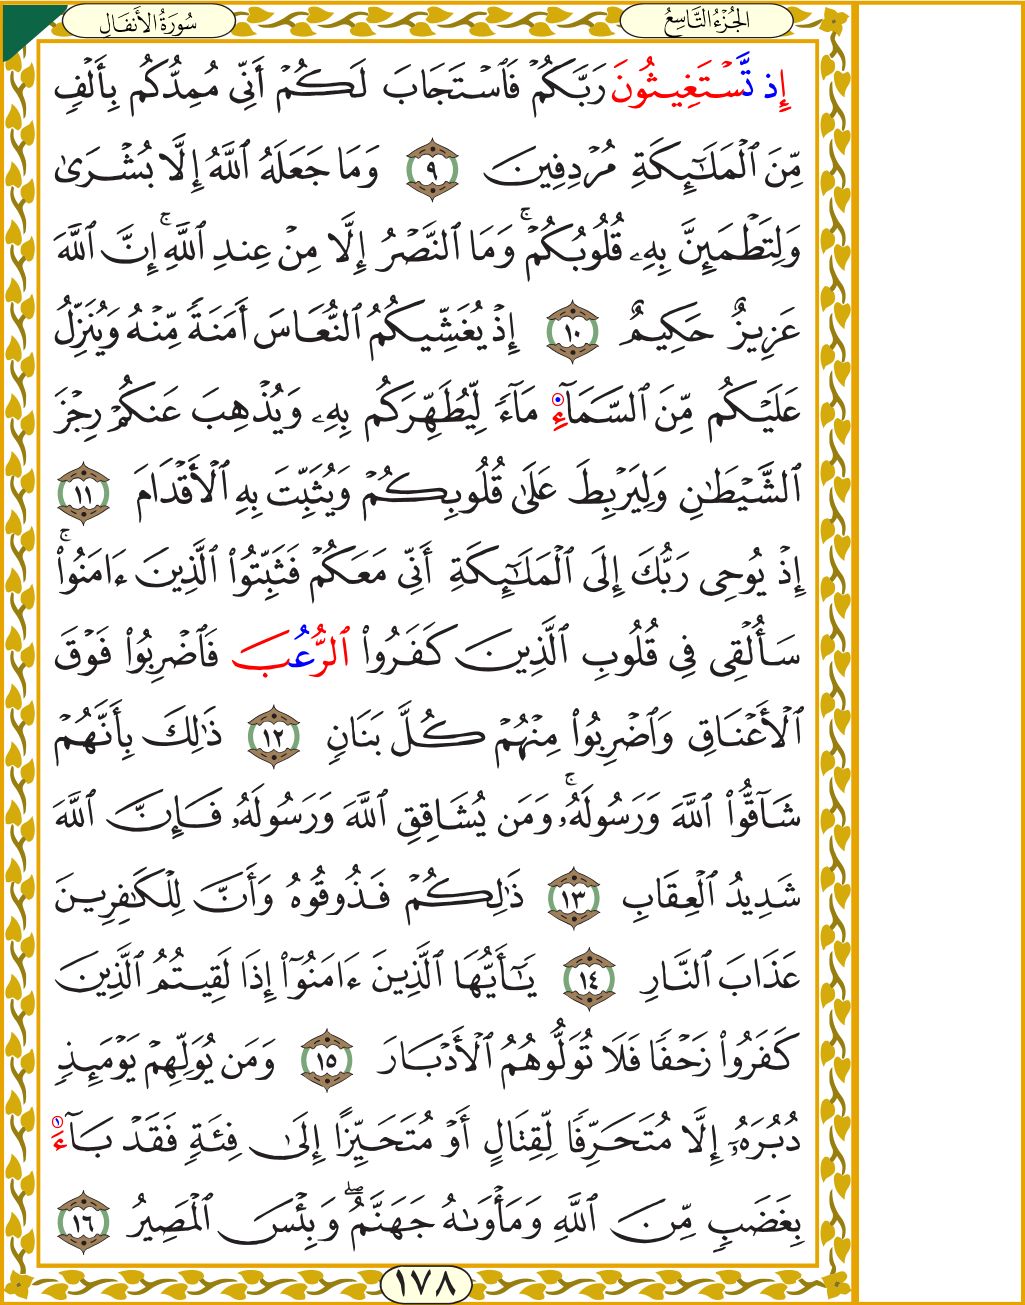 سُورَةُ الأَنفَالِ
الجُزْءُ التَّاسِعُ
إِذ تَّسْتَغِيثُونَ رَبَّكُمْ فَٱسْتَجَابَ لَكُمْ أَنِّى مُمِدُّكُم بِأَلْفٍ
مِّنَ ٱلْمَلَٰٓئِكَةِ مُرْدِفِينَ ٩ وَمَا جَعَلَهُ ٱللَّهُ إِلَّا بُشْرَىٰ
وَلِتَطْمَئِنَّ بِهِۦ قُلُوبُكُمْۚ وَمَا ٱلنَّصْرُ إِلَّا مِنْ عِندِ ٱللَّهِۚ إِنَّ ٱللَّهَ
عَزِيزٌ حَكِيمٌ ١٠ إِذْ يُغَشِّيكُمُ ٱلنُّعَاسَ أَمَنَةً مِّنْهُ وَيُنَزِّلُ
عَلَيْكُم مِّنَ ٱلسَّمَآءِ مَآءً لِّيُطَهِّرَكُم بِهِۦ وَيُذْهِبَ عَنكُمْ رِجْزَ
ٱلشَّيْطَٰنِ وَلِيَرْبِطَ عَلَىٰ قُلُوبِكُمْ وَيُثَبِّتَ بِهِ ٱلْأَقْدَامَ ١١
إِذْ يُوحِى رَبُّكَ إِلَى ٱلْمَلَٰٓئِكَةِ أَنِّى مَعَكُمْ فَثَبِّتُوا۟ ٱلَّذِينَ ءَامَنُوا۟ۚ
سَأُلْقِى فِى قُلُوبِ ٱلَّذِينَ كَفَرُوا۟ ٱلرُّعُبَ فَٱضْرِبُوا۟ فَوْقَ
ٱلْأَعْنَاقِ وَٱضْرِبُوا۟ مِنْهُمْ كُلَّ بَنَانٍ ١٢ ذَٰلِكَ بِأَنَّهُمْ
شَآقُّوا۟ ٱللَّهَ وَرَسُولَهُۥۚ وَمَن يُشَاقِقِ ٱللَّهَ وَرَسُولَهُۥ فَإِنَّ ٱللَّهَ
شَدِيدُ ٱلْعِقَابِ ١٣ ذَٰلِكُمْ فَذُوقُوهُ وَأَنَّ لِلْكَٰفِرِينَ
عَذَابَ ٱلنَّارِ ١٤ يَٰٓأَيُّهَا ٱلَّذِينَ ءَامَنُوٓا۟ إِذَا لَقِيتُمُ ٱلَّذِينَ
كَفَرُوا۟ زَحْفًا فَلَا تُوَلُّوهُمُ ٱلْأَدْبَارَ ١٥ وَمَن يُوَلِّهِمْ يَوْمَئِذٍ
دُبُرَهُۥٓ إِلَّا مُتَحَرِّفًا لِّقِتَالٍ أَوْ مُتَحَيِّزًا إِلَىٰ فِئَةٍ فَقَدْ بَآءَ
بِغَضَبٍ مِّنَ ٱللَّهِ وَمَأْوَىٰهُ جَهَنَّمُۖ وَبِئْسَ ٱلْمَصِيرُ ١٦
١٧٨